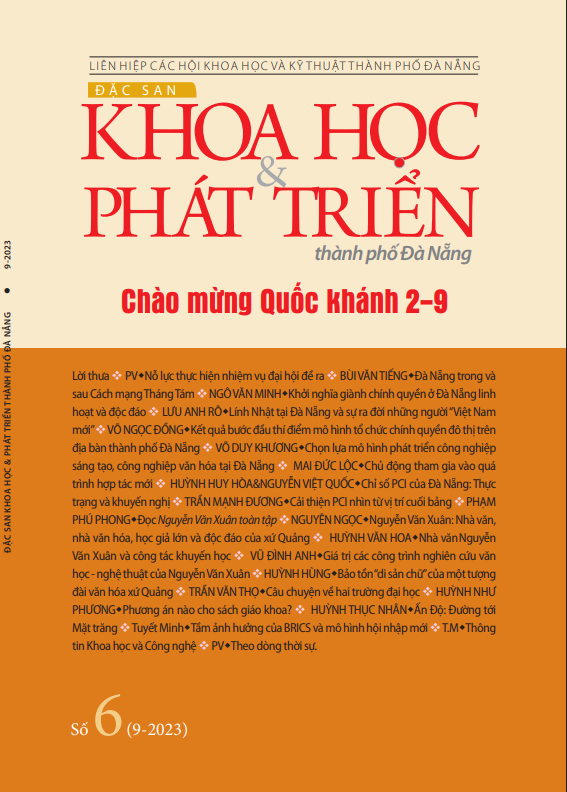 LIÊN HIỆP CÁC HỘI KHOA HỌC VÀ KỸ THUẬT THÀNH PHỐ ĐÀ NẴNG
ĐẶC SAN
KHOA HỌC
&
PHÁT TRIỂN
thành phố Đà Nẵng
Chào mừng Quốc khánh 2-9
ĐẶC SAN KHOA HỌC & PHÁT TRIỂN THÀNH PHỐ ĐÀ NẴNG ● 9-2023
Lời thưa ❖ PV◆Nỗ lực thực hiện nhiệm vụ đại hội đề ra ❖ BÙI VĂN TIẾNG◆Đà Nẵng trong và
sau Cách mạng Tháng Tám ❖ NGÔ VĂN MINH◆Khởi nghĩa giành chính quyền ở Đà Nẵng linh
hoạt và độc đáo ❖ LƯU ANH RÔ◆Lính Nhật tại Đà Nẵng và sự ra đời những người “Việt Nam
mới” ❖ VÕ NGỌC ĐỒNG◆Kết quả bước đầu thí điểm mô hình tổ chức chính quyền đô thị trên
địa bàn thành phố Đà Nẵng ❖ VÕ DUY KHƯƠNG◆Chọn lựa mô hình phát triển công nghiệp
sáng tạo, công nghiệp văn hóa tại Đà Nẵng ❖ MAI ĐỨC LỘC◆Chủ động tham gia vào quá
trình hợp tác mới ❖ HUỲNH HUY HÒA&NGUYỄN VIỆT QUỐC◆Chỉ số PCI của Đà Nẵng: Thực
trạng và khuyến nghị ❖ TRẦN MẠNH ĐƯƠNG◆Cải thiện PCI nhìn từ vị trí cuối bảng ❖ PHẠM
PHÚ PHONG◆Đọc Nguyễn Văn Xuân toàn tập ❖ NGUYÊN NGỌC◆Nguyễn Văn Xuân: Nhà văn,
nhà văn hóa, học giả lớn và độc đáo của xứ Quảng ❖ HUỲNH VĂN HOA◆Nhà văn Nguyễn
Văn Xuân và công tác khuyến học ❖ VŨ ĐÌNH ANH◆Giá trị các công trình nghiên cứu văn
học - nghệ thuật của Nguyễn Văn Xuân ❖ HUỲNH HÙNG◆Bảo tồn “di sản chữ” của một tượng
đài văn hóa xứ Quảng ❖ TRẦN VĂN THỌ◆Câu chuyện về hai trường đại học ❖ HUỲNH NHƯ
PHƯƠNG◆Phương án nào cho sách giáo khoa? ❖ HUỲNH THỤC NHÂN◆Ấn Độ: Đường tới
Mặt trăng ❖ Tuyết Minh◆Tầm ảnh hưởng của BRICS và mô hình hội nhập mới ❖ T.M◆Thông
tin Khoa học và Công nghệ ❖ PV◆Theo dòng thời sự.
Số 6 (9-2023)